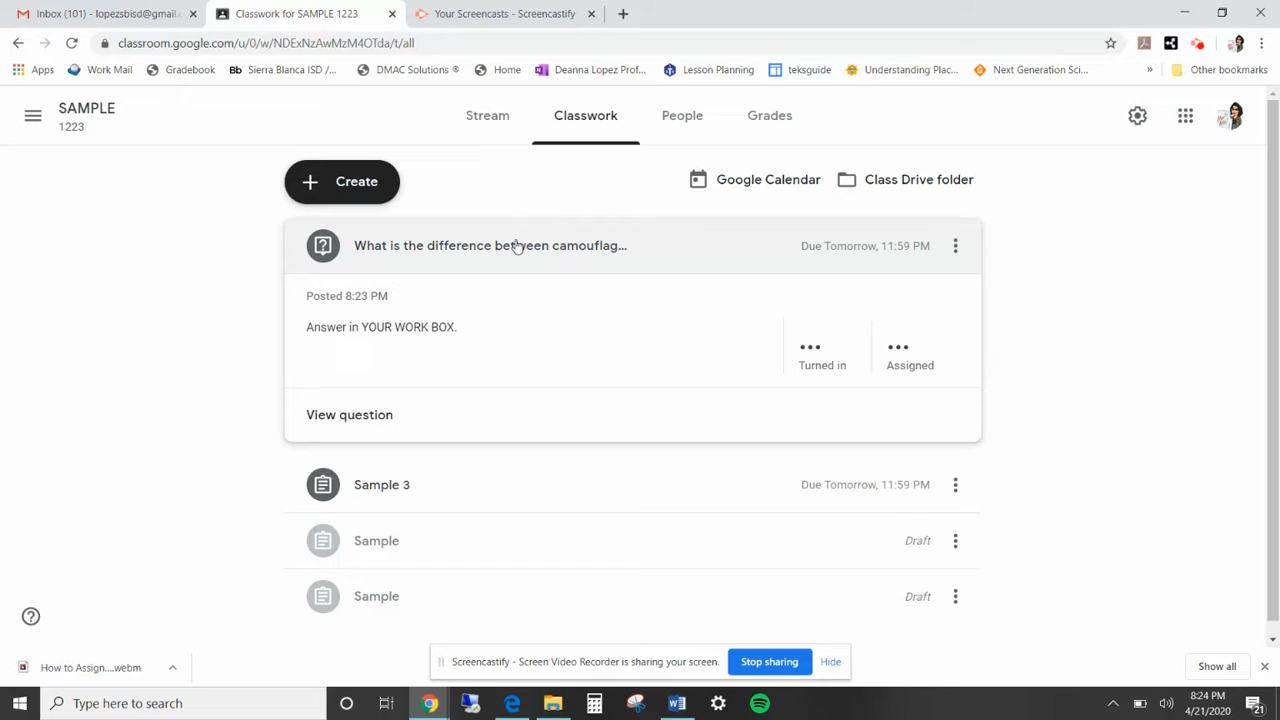 Inbox (101) - lopezsbisd@gmail.c
Classwork for SAMPLE 1223
Your Screencasts - Screencastify
classroom.google.com/u/0/w/NDExNzAwMzM4OTda/t/all
Apps
Work Mail
Gradebook
Bb Sierra Blanca ISD /...
DMAC Solutions ®
Home
Deanna Lopez Prof...
Lesson Planning
teksguide
Understanding Plac...
Next Generation Sci...
»
Other bookmarks
SAMPLE
1223
Stream
Classwork
People
Grades
Create
Google Calendar
Class Drive folder
What is the difference between camouflag...
Due Tomorrow, 11:59 PM
Posted 8:23 PM
Answer in YOUR WORK BOX.
Turned in
Assigned
View question
Sample 3
Due Tomorrow, 11:59 PM
Sample
Draft
Sample
Draft
Screencastify - Screen Video Recorder is sharing your screen.
Stop sharing
Hide
How to Assign....webm
Show all
Type here to search
8:24 PM
4/21/2020
21